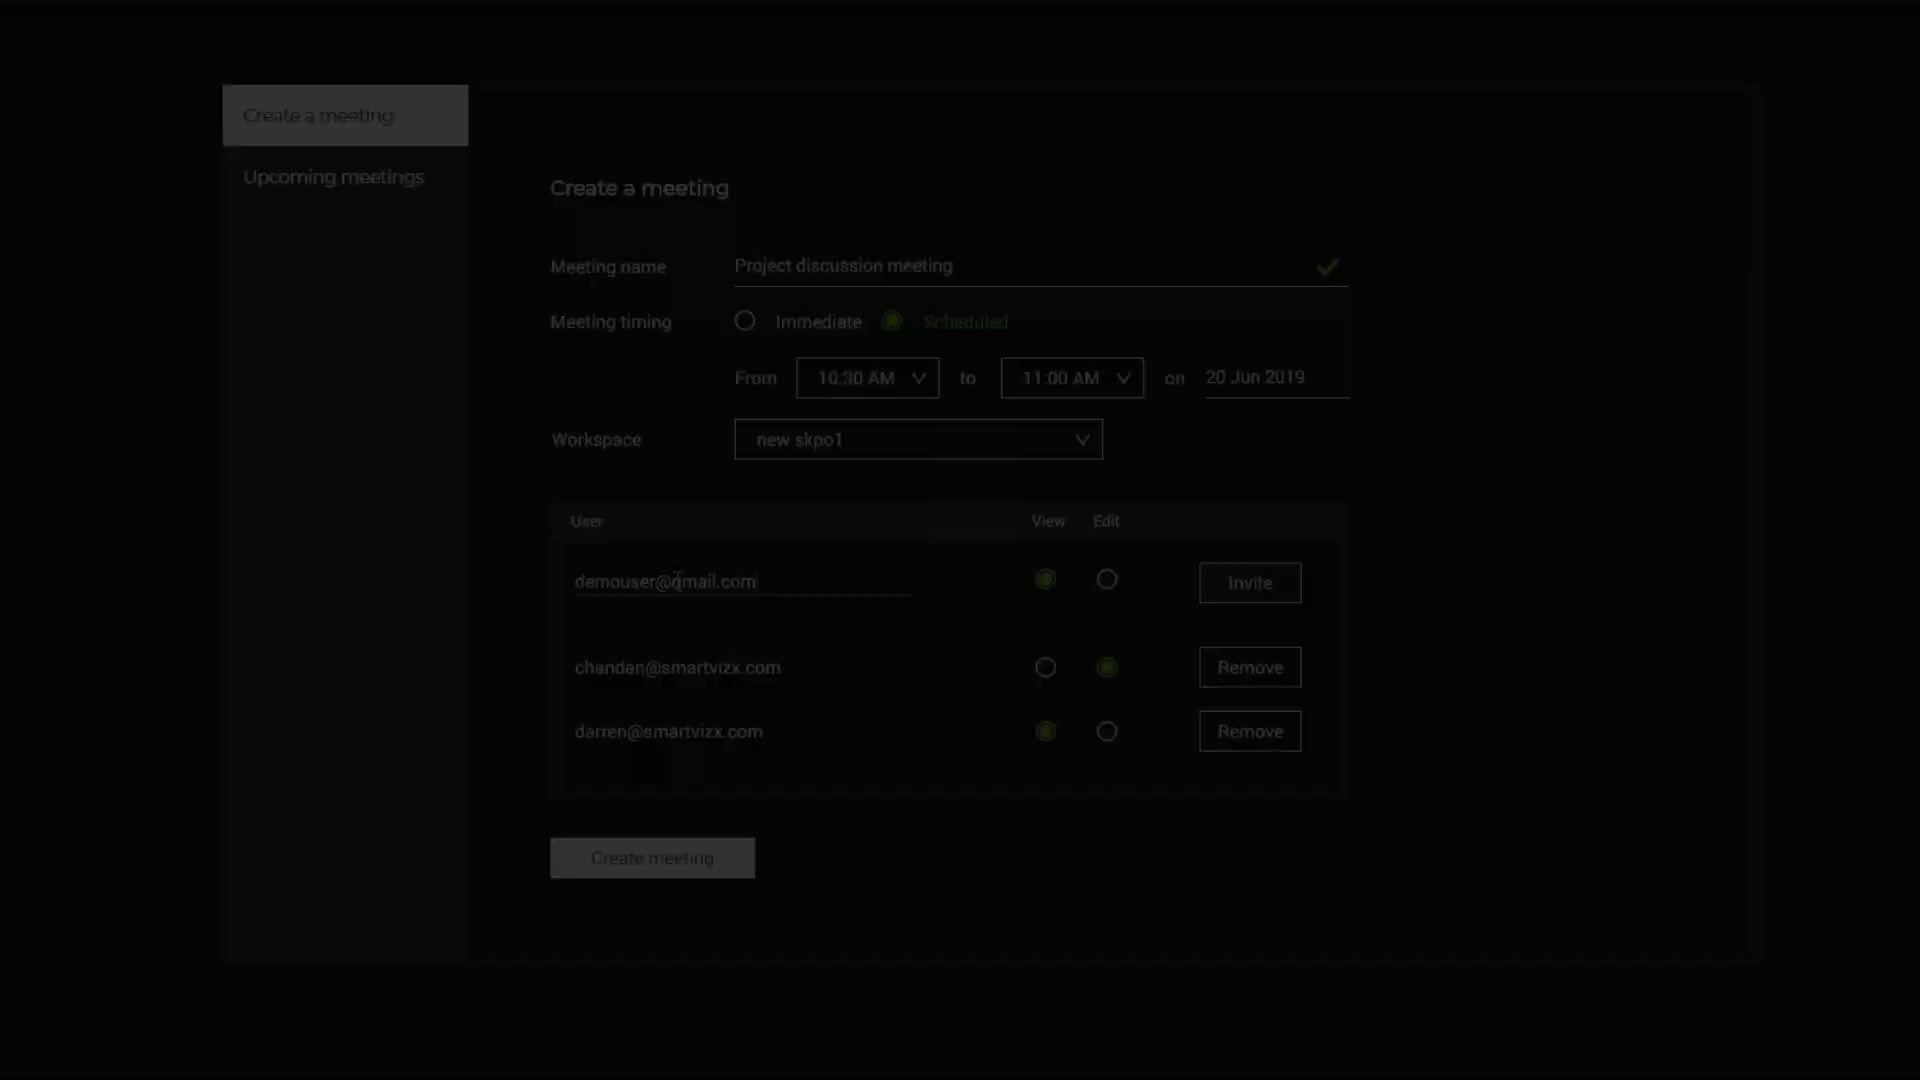 Create a meeting
Upcoming meetings
Create a meeting
Meeting name Project discussion meeting
Meeting timing Immediate Scheduled
From 10:30 AM to 11:00 AM on 20 Jun 2019
Workspace new skpo1
User View Edit
demouser@gmail.com Invite
chandan@smartvizx.com Remove
darren@smartvizx.com Remove
Create meeting